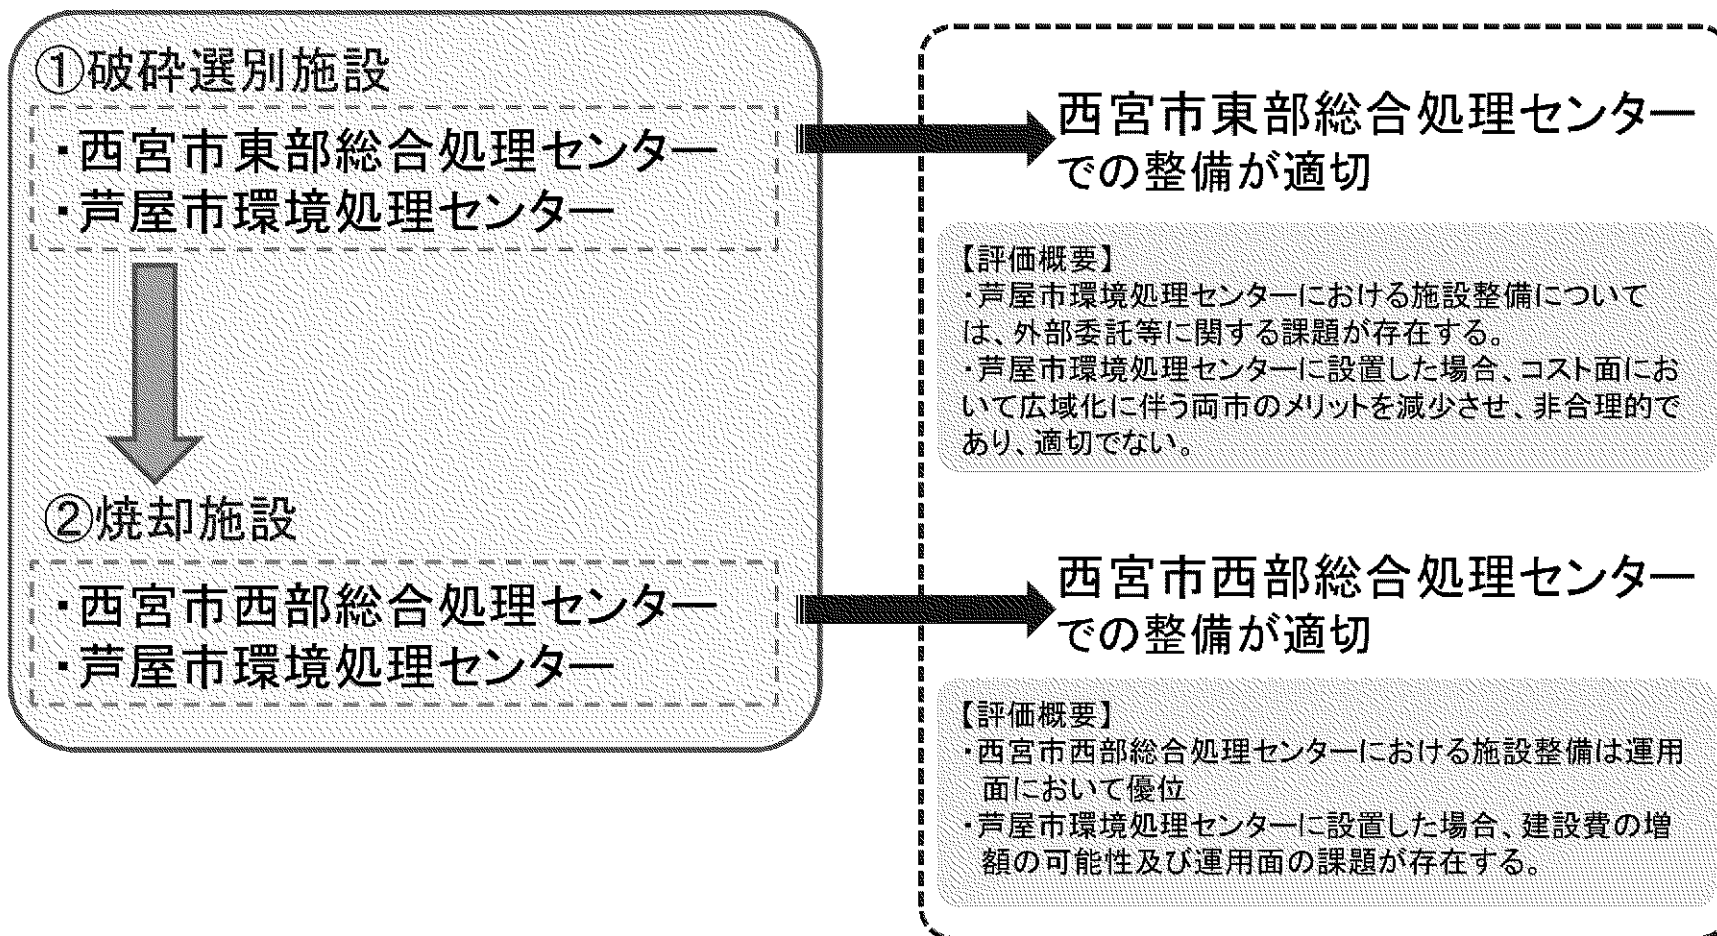 ①破砕選別施設
・西宮市東部総合処理センター
・芦屋市環境処理センター
②焼却施設
・西宮市西部総合処理センター
・芦屋市環境処理センター
西宮市東部総合処理センター
での整備が適切
【評価概要】
・芦屋市環境処理センターにおける施設整備について
は、外部委託等に関する課題が存在する。
・芦屋市環境処理センターに設置した場合、コスト面にお
いて広域化に伴う両市のメリットを減少させ、非合理的で
あり、適切でない。
西宮市西部総合処理センター
での整備が適切
【評価概要】
・西宮市西部総合処理センターにおける施設整備は運用
面において優位
・芦屋市環境処理センターに設置した場合、建設費の増
額の可能性及び運用面の課題が存在する。